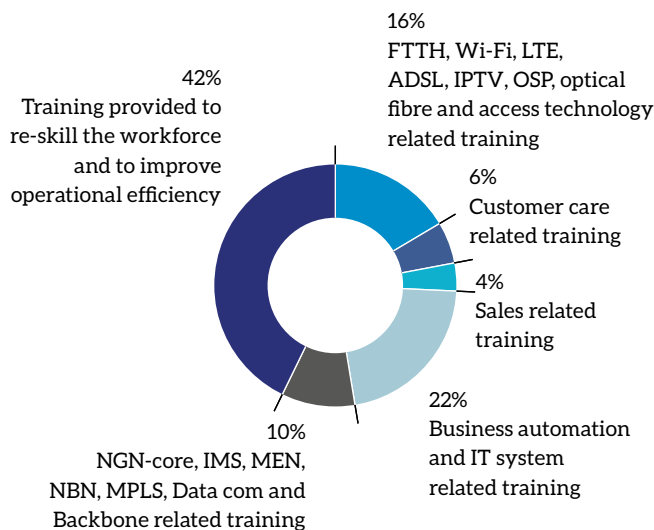 16%
FTTH, Wi-Fi, LTE,
ADSL, IPTV, OSP, optical
fibre and access technology
related training
6%
Customer care
related training
4%
Sales related
training
22%
Business automation
and IT system
related training
10%
NGN-core, IMS, MEN,
NBN, MPLS, Data com and
Backbone related training
42%
Training provided to
re-skill the workforce
and to improve
operational efficiency